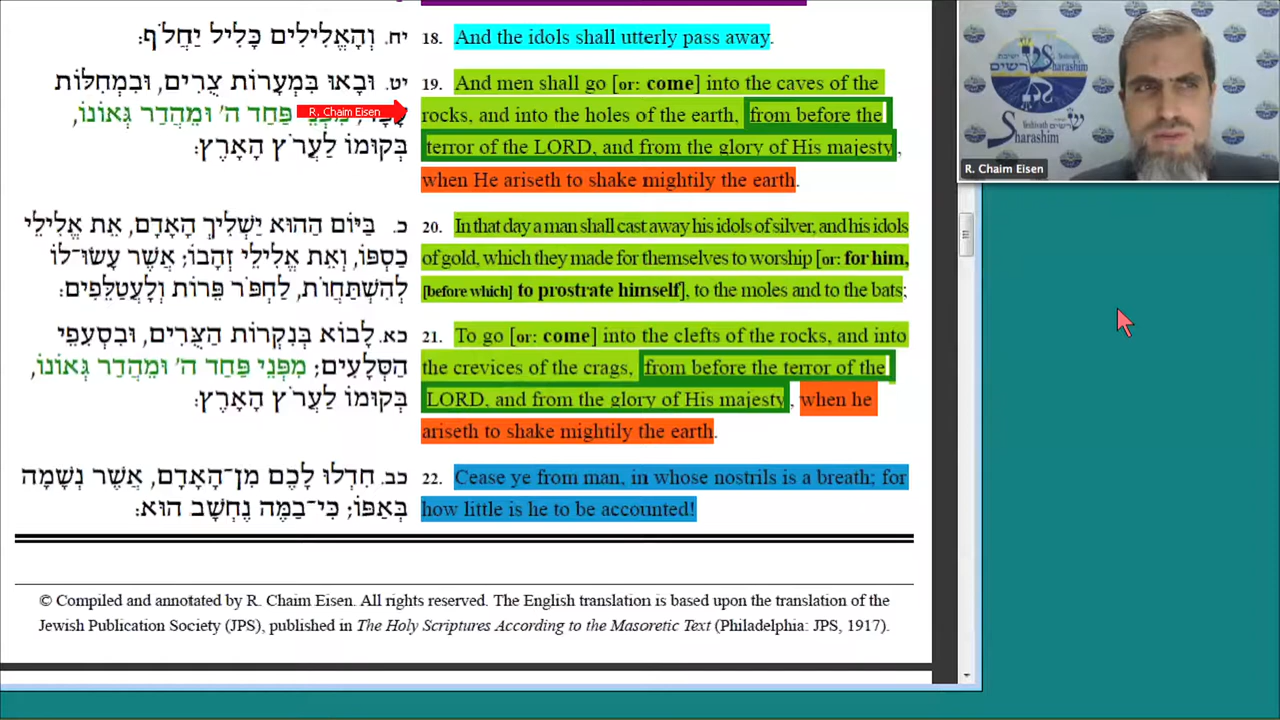 יח. וְהָאֱלִילִים כָּלִיל יַחֲלֹף:
יט. וּבָאוּ בִּמְעָרוֹת צֻרִים, וּבִמְחִלּוֹת
פַּחַד ה' וּמֵהֲדַר גְּאוֹנוֹ,
בְּקוּמוֹ לַעֲרֹץ הָאָרֶץ:
כ. בַּיּוֹם הַהוּא יַשְׁלִיךְ הָאָדָם, אֵת אֱלִילֵי
כַסְפּוֹ, וְאֵת אֱלִילֵי זְהָבוֹ; אֲשֶׁר עָשׂוּ-לוֹ
לְהִשְׁתַּחֲוֺת, לַחְפֹּר פֵּרוֹת וְלָעֲטַלֵּפִים:
כא. לָבוֹא בְּנִקְרוֹת הַצֻּרִים, וּבִסְעִפֵי
הַסְּלָעִים; מִפְּנֵי פַּחַד ה' וּמֵהֲדַר גְּאוֹנוֹ,
בְּקוּמוֹ לַעֲרֹץ הָאָרֶץ:
כב. חִדְלוּ לָכֶם מִן-הָאָדָם, אֲשֶׁר נְשָׁמָה
בְּאַפּוֹ; כִּי-בַמֶּה נֶחְשָׁב הוּא:
R. Chaim Eisen
18. And the idols shall utterly pass away.
19. And men shall go [or: come] into the caves of the
rocks, and into the holes of the earth, from before the
terror of the LORD, and from the glory of His majesty,
when He ariseth to shake mightily the earth.
20. In that day a man shall cast away his idols of silver, and his idols
of gold, which they made for themselves to worship [or: for him,
[before which] to prostrate himself], to the moles and to the bats;
21. To go [or: come] into the clefts of the rocks, and into
the crevices of the crags, from before the terror of the
LORD, and from the glory of His majesty, when he
ariseth to shake mightily the earth.
22. Cease ye from man, in whose nostrils is a breath; for
how little is he to be accounted!
© Compiled and annotated by R. Chaim Eisen. All rights reserved. The English translation is based upon the translation of the
Jewish Publication Society (JPS), published in The Holy Scriptures According to the Masoretic Text (Philadelphia: JPS, 1917).
Sharashim
Sharashim
R. Chaim Eisen